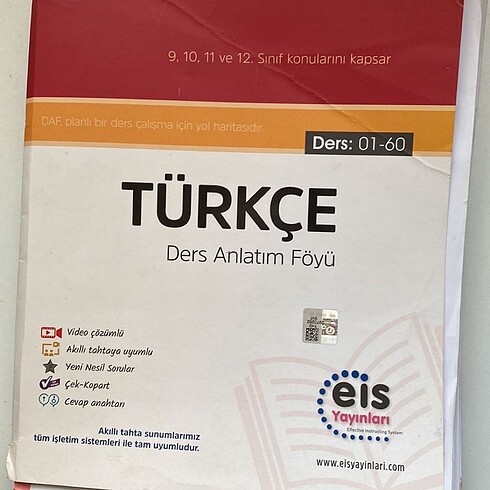 9, 10, 11 ve 12. Sınıf konularını kapsar
DAF, planlı bir ders çalışma için yol haritasıdır.
Ders: 01-60
TÜRKÇE
Ders Anlatım Föyü
Video çözümlü
Akıllı tahtaya uyumlu
Yeni Nesil Sorular
Çek-Kopart
Cevap anahtarı
Akıllı tahta sunumlarımız
tüm işletim sistemleri ile tam uyumludur.
eis
Yayınları
Effective Instructing System
www.eisyayinlari.com